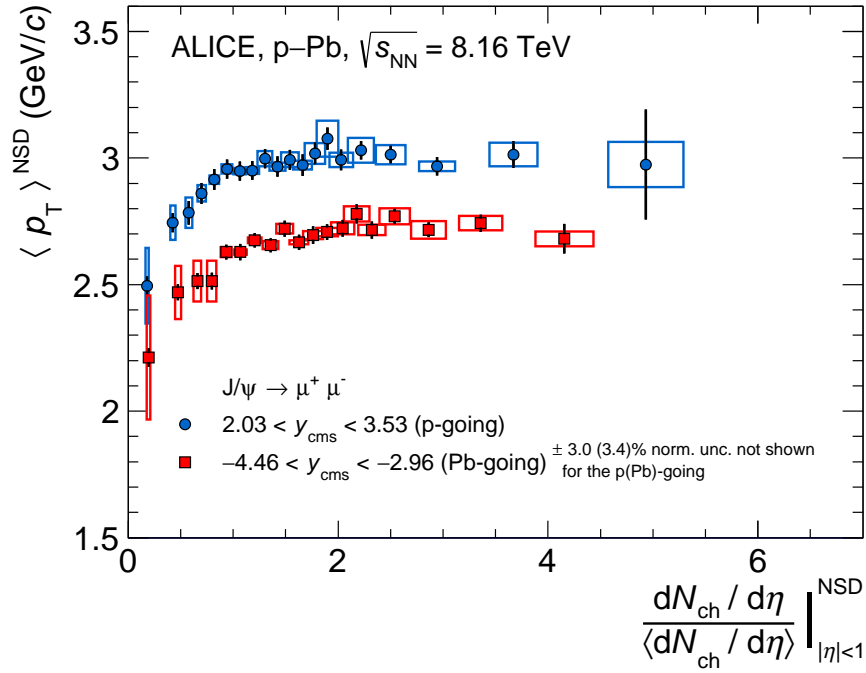 3.5
3
2.5
2
1.5
⟨ p_T ⟩^NSD (GeV/c)
ALICE, p–Pb, √s_NN = 8.16 TeV
J/ψ → μ⁺ μ⁻
2.03 < y_cms < 3.53 (p-going)
−4.46 < y_cms < −2.96 (Pb-going)
± 3.0 (3.4)% norm. unc. not shown
for the p(Pb)-going
0 2 4 6
dN_ch / dη
⟨dN_ch / dη⟩
NSD
|η|<1